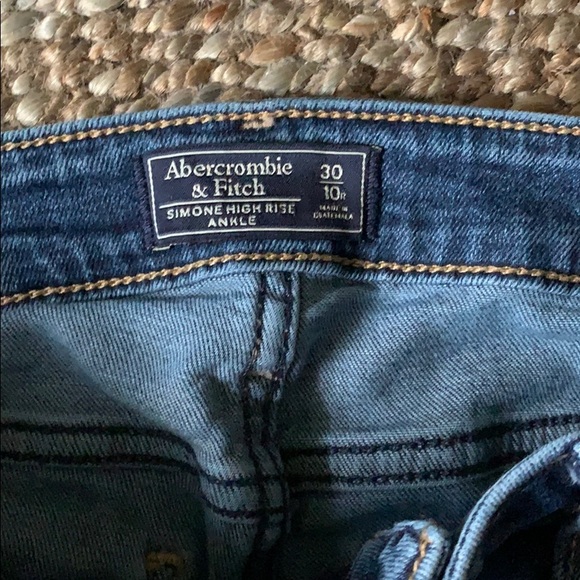 Abercrombie
& Fitch
SIMONE HIGH RISE
ANKLE
30
10R
MADE IN
GUATEMALA